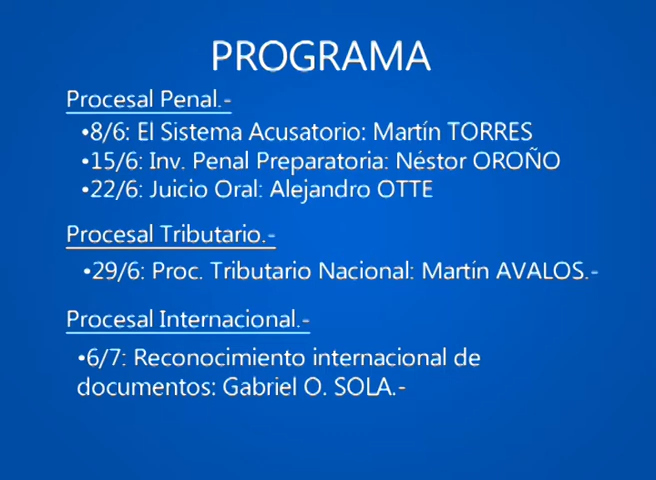 PROGRAMA
Procesal Penal.-
•8/6: El Sistema Acusatorio: Martín TORRES
•15/6: Inv. Penal Preparatoria: Néstor OROÑO
•22/6: Juicio Oral: Alejandro OTTE
Procesal Tributario.-
•29/6: Proc. Tributario Nacional: Martín AVALOS.-
Procesal Internacional.-
•6/7: Reconocimiento internacional de
documentos: Gabriel O. SOLA.-